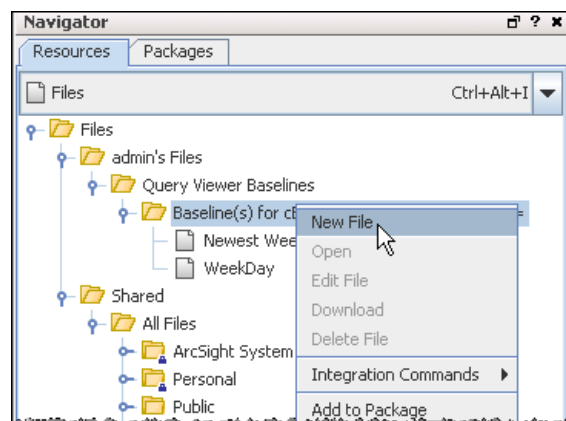 Navigator
Resources Packages
Files Ctrl+Alt+I
Files
admin's Files
Query Viewer Baselines
Baseline(s) for
Newest
WeekDay
Shared
All Files
ArcSight System
Personal
Public
New File
Open
Edit File
Download
Delete File
Integration Commands
Add to Package